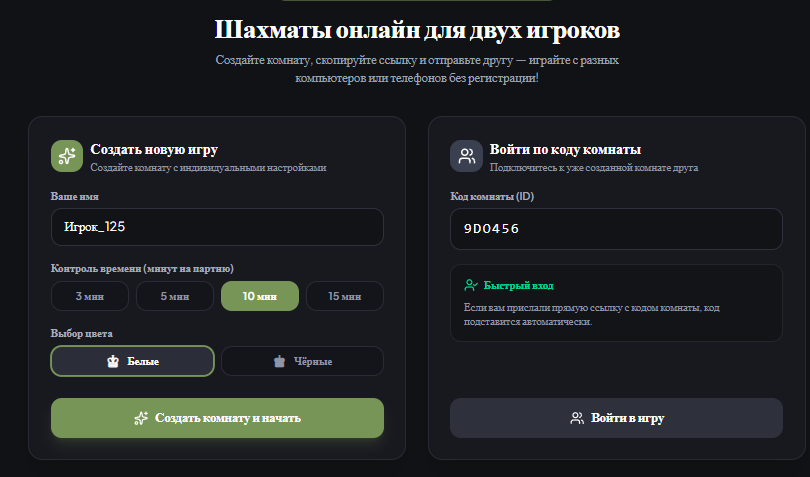 Шахматы онлайн для двух игроков
Создайте комнату, скопируйте ссылку и отправьте другу — играйте с разных
компьютеров или телефонов без регистрации!
Создать новую игру
Создайте комнату с индивидуальными настройками
Ваше имя
Игрок_125
Контроль времени (минут на партию)
3 мин
5 мин
10 мин
15 мин
Выбор цвета
Белые
Чёрные
Создать комнату и начать
Войти по коду комнаты
Подключитесь к уже созданной комнате друга
Код комнаты (ID)
9D0456
Быстрый вход
Если вам прислали прямую ссылку с кодом комнаты, код
подставится автоматически.
Войти в игру